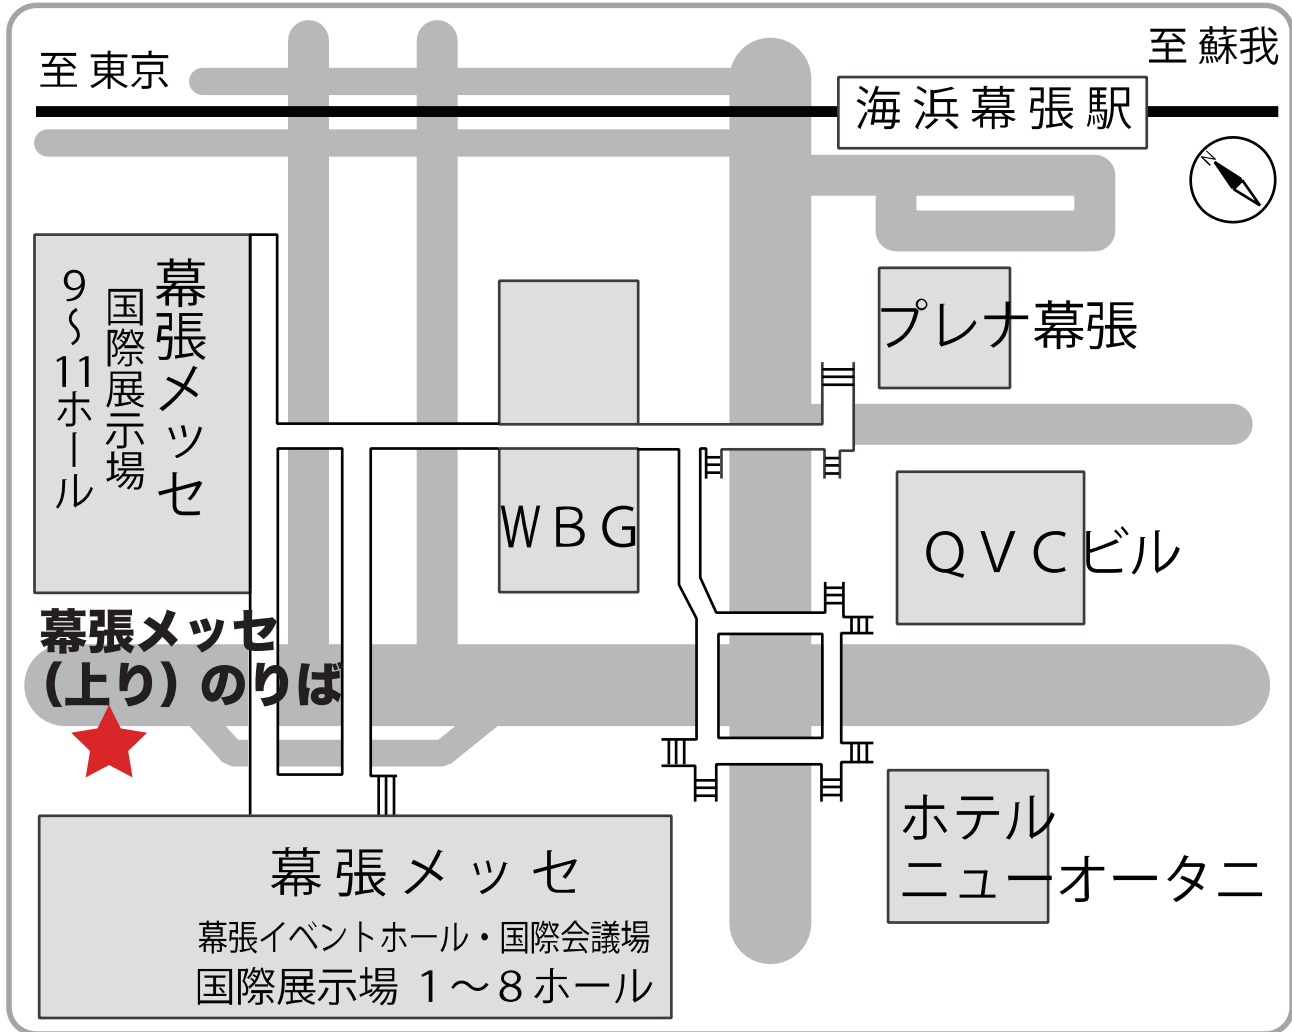 至 東京
至 蘇我
海浜幕張駅
N
幕張メッセ
国際展示場
9～11ホール
プレナ幕張
ＷＢＧ
ＱＶＣビル
幕張メッセ
（上り）のりば
ホテル
ニューオータニ
幕張メッセ
幕張イベントホール・国際会議場
国際展示場 １～８ホール